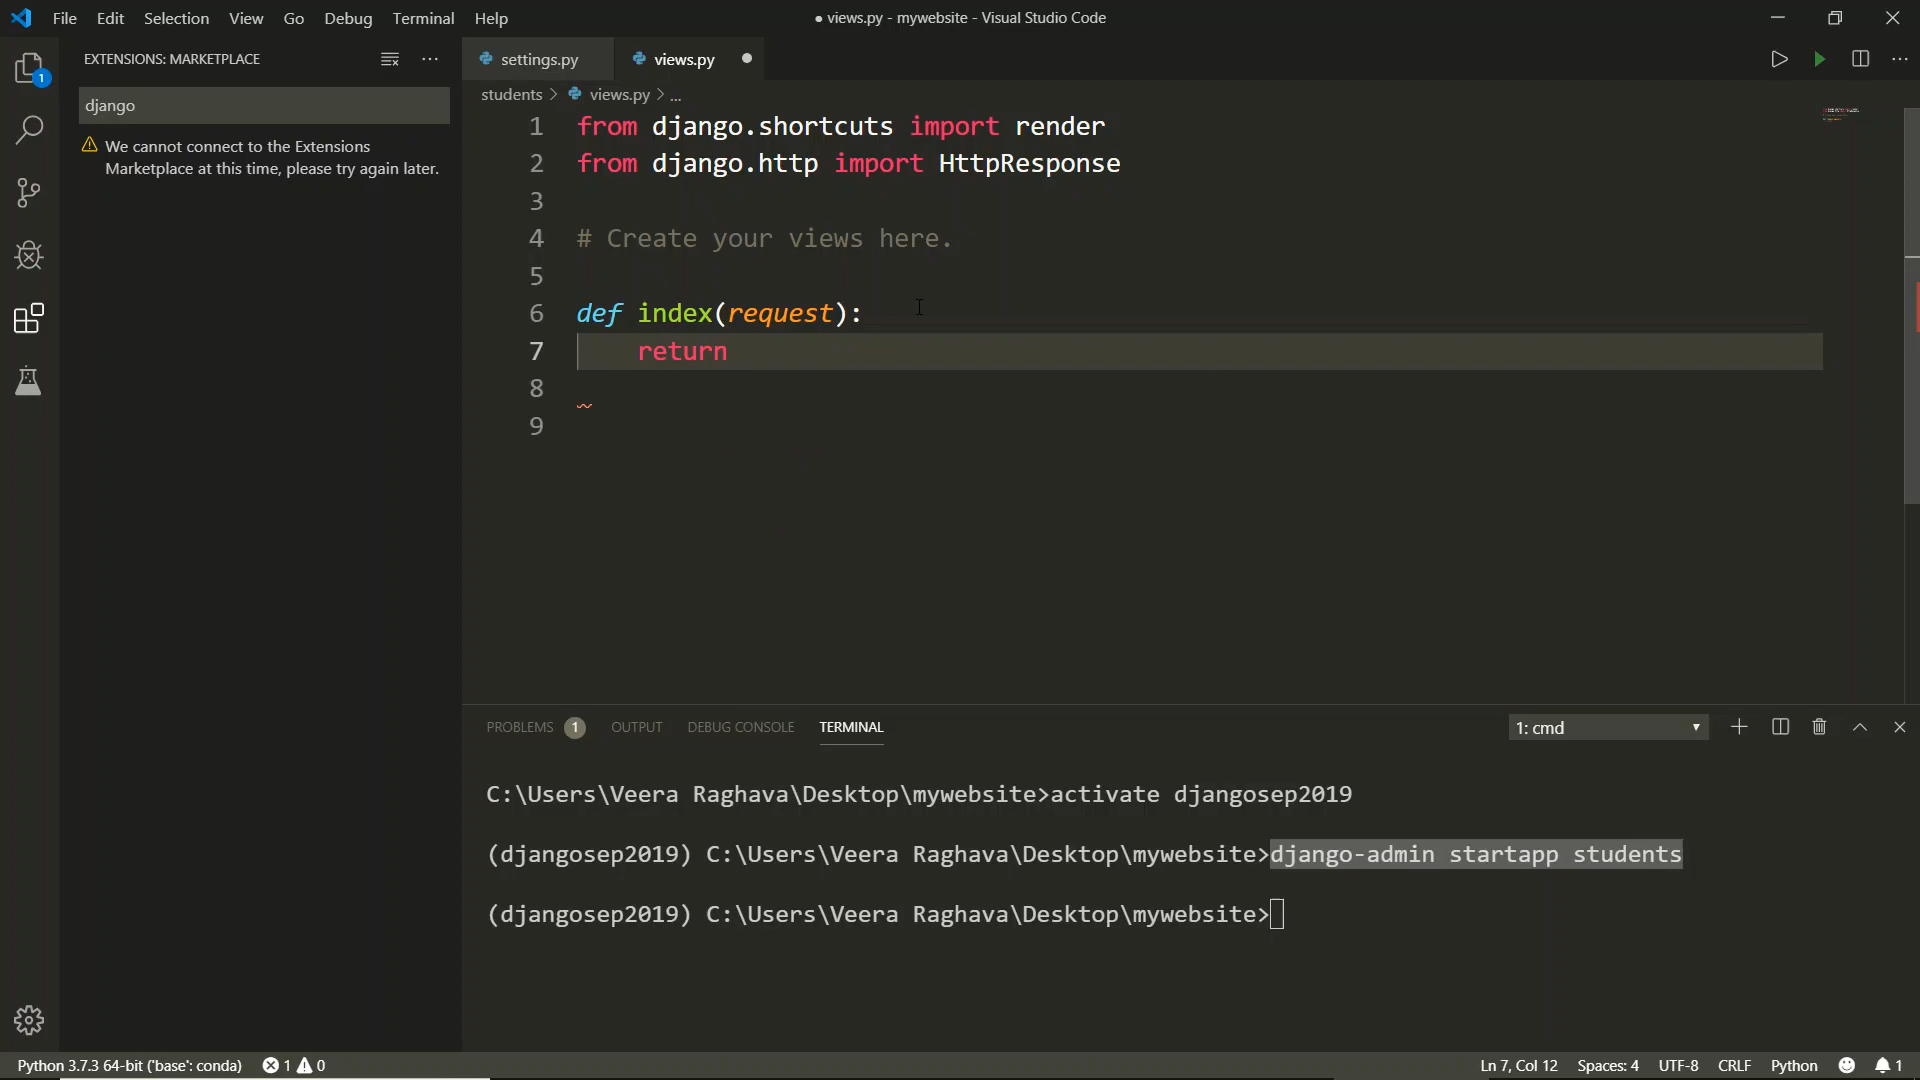 File Edit Selection View Go Debug Terminal Help
● views.py - mywebsite - Visual Studio Code
EXTENSIONS: MARKETPLACE
django
We cannot connect to the Extensions
Marketplace at this time, please try again later.
1
settings.py
views.py
students > views.py > ...
1 from django.shortcuts import render
2 from django.http import HttpResponse
3
4 # Create your views here.
5
6 def index(request):
7 return
8
9
PROBLEMS 1 OUTPUT DEBUG CONSOLE TERMINAL
1: cmd
C:\Users\Veera Raghava\Desktop\mywebsite>activate djangosep2019
(djangosep2019) C:\Users\Veera Raghava\Desktop\mywebsite>django-admin startapp students
(djangosep2019) C:\Users\Veera Raghava\Desktop\mywebsite>
Python 3.7.3 64-bit ('base': conda) 1 0
Ln 7, Col 12 Spaces: 4 UTF-8 CRLF Python 1